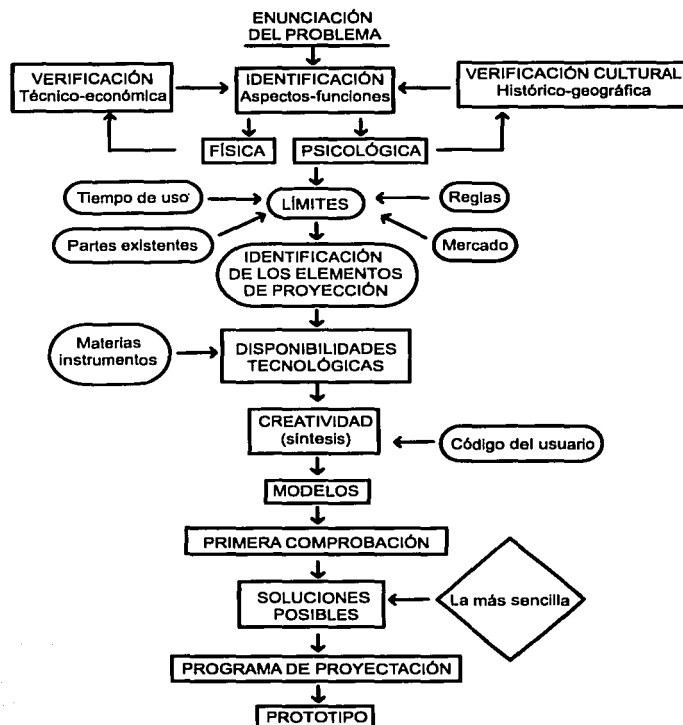 ENUNCIACIÓN
DEL PROBLEMA
VERIFICACIÓN
Técnico-económica
IDENTIFICACIÓN
Aspectos-funciones
VERIFICACIÓN CULTURAL
Histórico-geográfica
FÍSICA
PSICOLÓGICA
Tiempo de uso
LÍMITES
Reglas
Partes existentes
Mercado
IDENTIFICACIÓN
DE LOS ELEMENTOS
DE PROYECCIÓN
Materias
instrumentos
DISPONIBILIDADES
TECNOLÓGICAS
CREATIVIDAD
(síntesis)
Código del usuario
MODELOS
PRIMERA COMPROBACIÓN
SOLUCIONES
POSIBLES
La más sencilla
PROGRAMA DE PROYECTACIÓN
PROTOTIPO